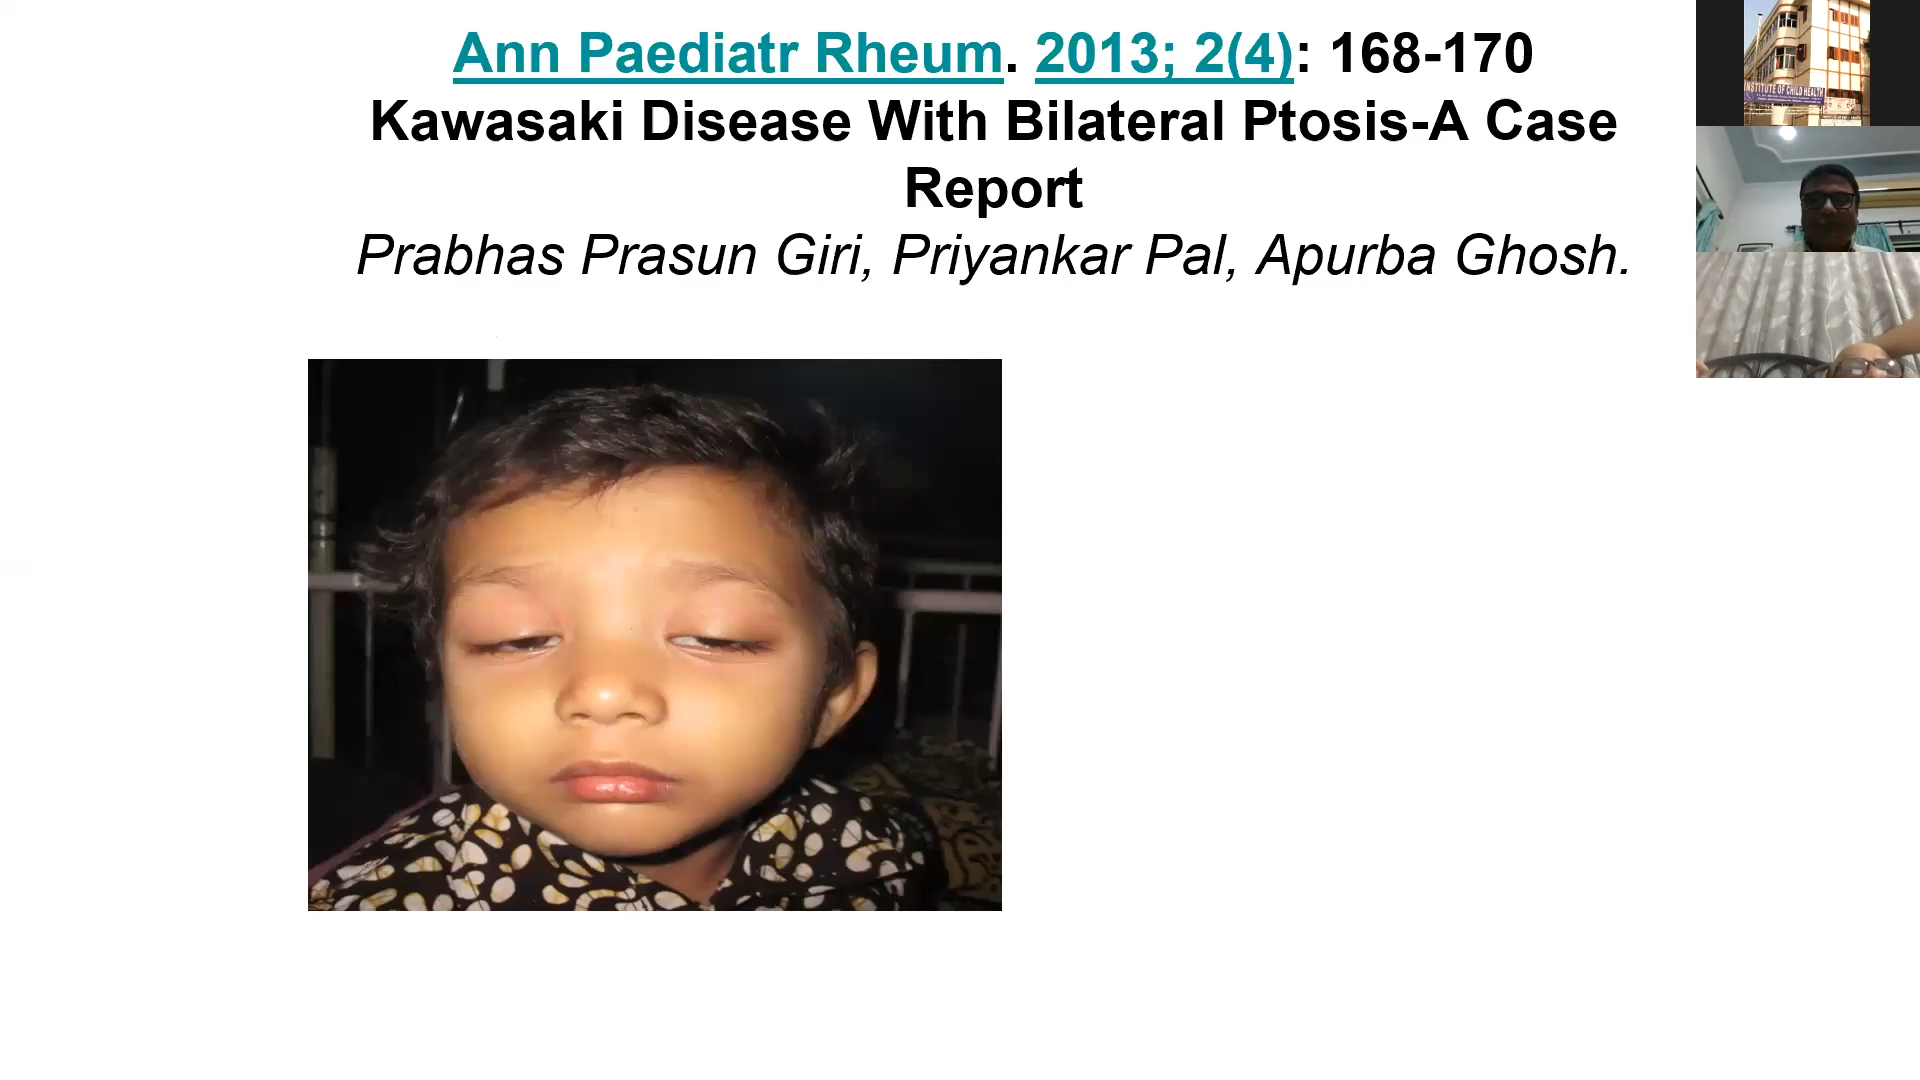 Ann Paediatr Rheum. 2013; 2(4): 168-170
Kawasaki Disease With Bilateral Ptosis-A Case
Report
Prabhas Prasun Giri, Priyankar Pal, Apurba Ghosh.
INSTITUTE OF CHILD HEALTH